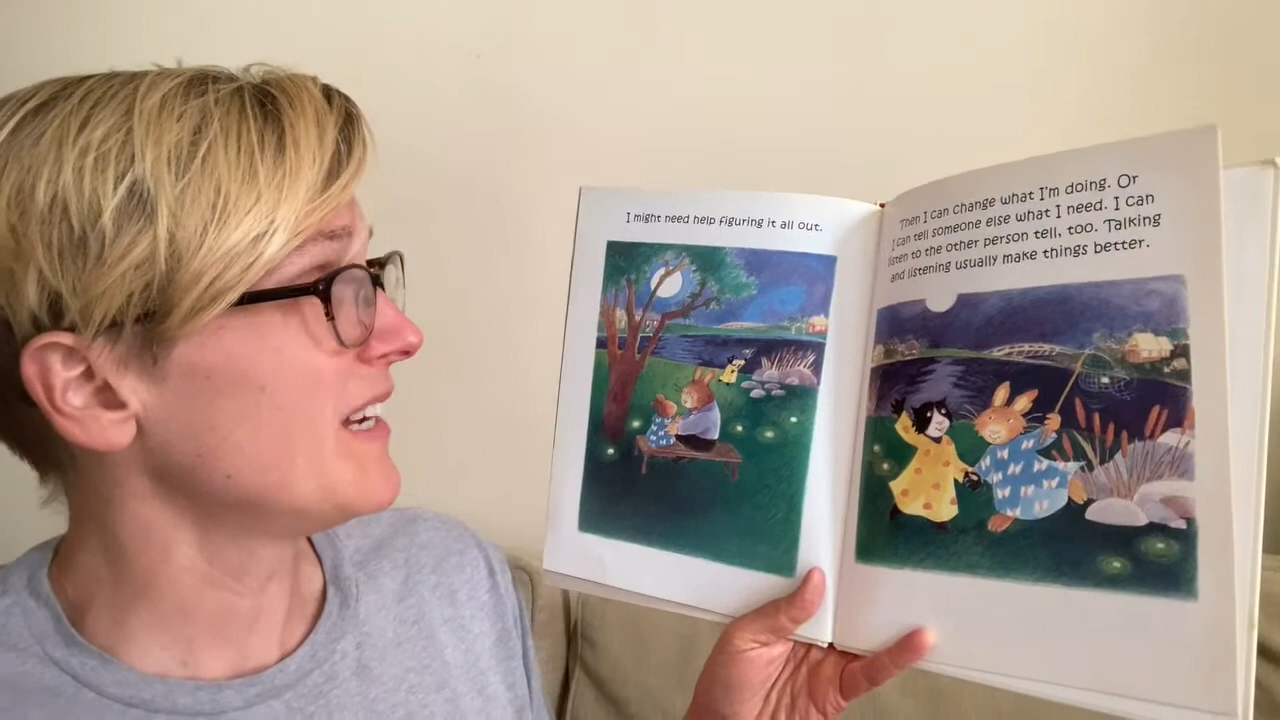 I might need help figuring it all out.
Then I can change what I'm doing. Or
I can tell someone else what I need. I can
listen to the other person tell, too. Talking
and listening usually make things better.